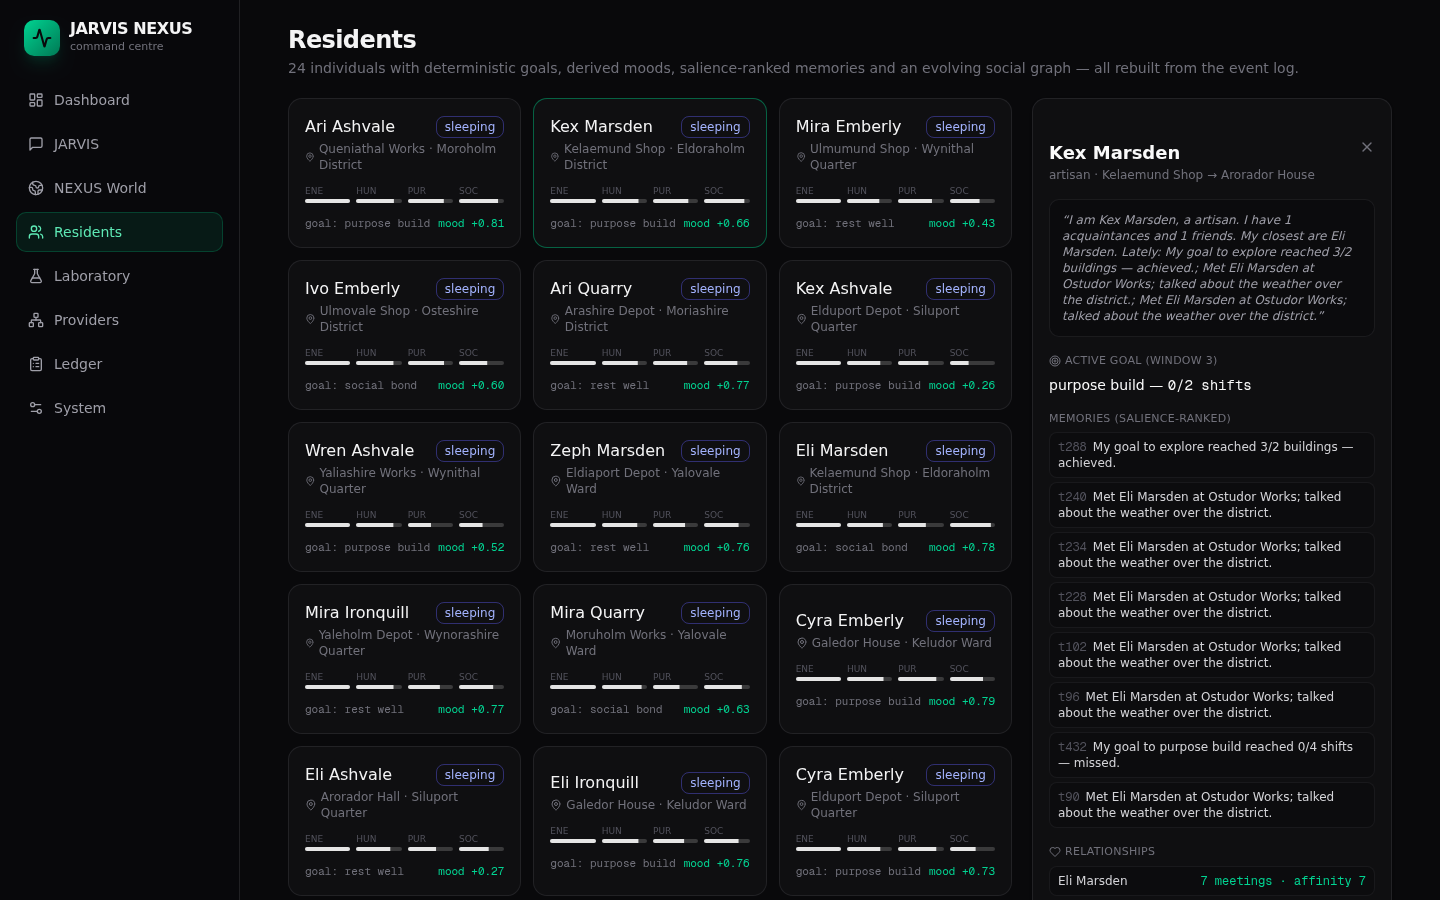 JARVIS NEXUS
command centre
Dashboard
JARVIS
NEXUS World
Residents
Laboratory
Providers
Ledger
System
Residents
24 individuals with deterministic goals, derived moods, salience-ranked memories and an evolving social graph — all rebuilt from the event log.
Ari Ashvale
sleeping
Queniathal Works · Moroholm
District
ENE HUN PUR SOC
goal: purpose build mood +0.81
Kex Marsden
sleeping
Kelaemund Shop · Eldoraholm
District
ENE HUN PUR SOC
goal: purpose build mood +0.66
Mira Emberly
sleeping
Ulmumund Shop · Wynithal
Quarter
ENE HUN PUR SOC
goal: rest well mood +0.43
Ivo Emberly
sleeping
Ulmovale Shop · Osteshire
District
ENE HUN PUR SOC
goal: social bond mood +0.60
Ari Quarry
sleeping
Arashire Depot · Moriashire
District
ENE HUN PUR SOC
goal: rest well mood +0.77
Kex Ashvale
sleeping
Elduport Depot · Siluport
Quarter
ENE HUN PUR SOC
goal: purpose build mood +0.26
Wren Ashvale
sleeping
Yaliashire Works · Wynithal
Quarter
ENE HUN PUR SOC
goal: purpose build mood +0.52
Zeph Marsden
sleeping
Eldiaport Depot · Yalovale
Ward
ENE HUN PUR SOC
goal: rest well mood +0.76
Eli Marsden
sleeping
Kelaemund Shop · Eldoraholm
District
ENE HUN PUR SOC
goal: social bond mood +0.78
Mira Ironquill
sleeping
Yaleholm Depot · Wynorashire
Quarter
ENE HUN PUR SOC
goal: rest well mood +0.77
Mira Quarry
sleeping
Moruholm Works · Yalovale
Ward
ENE HUN PUR SOC
goal: social bond mood +0.63
Cyra Emberly
sleeping
Galedor House · Keludor Ward
ENE HUN PUR SOC
goal: purpose build mood +0.79
Eli Ashvale
sleeping
Arorador Hall · Siluport
Quarter
ENE HUN PUR SOC
goal: rest well mood +0.27
Eli Ironquill
sleeping
Galedor House · Keludor Ward
ENE HUN PUR SOC
goal: purpose build mood +0.76
Cyra Emberly
sleeping
Elduport Depot · Siluport
Quarter
ENE HUN PUR SOC
goal: purpose build mood +0.73
Kex Marsden
artisan · Kelaemund Shop → Arorador House
“I am Kex Marsden, a artisan. I have 1
acquaintances and 1 friends. My closest are Eli
Marsden. Lately: My goal to explore reached 3/2
buildings — achieved.; Met Eli Marsden at
Ostudor Works; talked about the weather over
the district.; Met Eli Marsden at Ostudor Works;
talked about the weather over the district.”
ACTIVE GOAL (WINDOW 3)
purpose build — 0/2 shifts
MEMORIES (SALIENCE-RANKED)
t288 My goal to explore reached 3/2 buildings —
achieved.
t240 Met Eli Marsden at Ostudor Works; talked
about the weather over the district.
t234 Met Eli Marsden at Ostudor Works; talked
about the weather over the district.
t228 Met Eli Marsden at Ostudor Works; talked
about the weather over the district.
t102 Met Eli Marsden at Ostudor Works; talked
about the weather over the district.
t96 Met Eli Marsden at Ostudor Works; talked
about the weather over the district.
t432 My goal to purpose build reached 0/4 shifts
— missed.
t90 Met Eli Marsden at Ostudor Works; talked
about the weather over the district.
RELATIONSHIPS
Eli Marsden 7 meetings · affinity 7